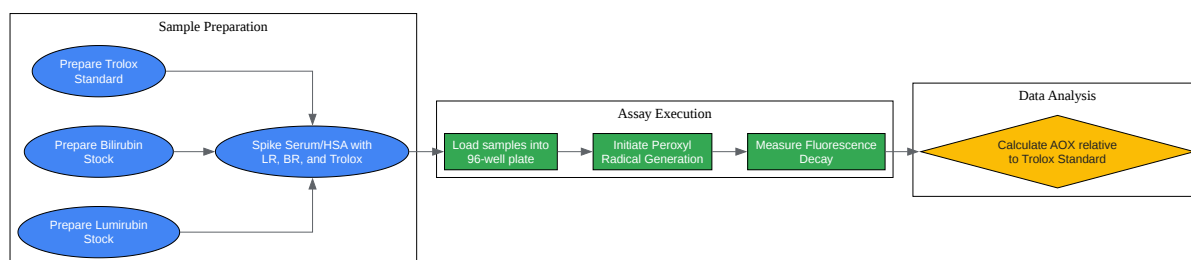 Sample Preparation
Prepare Trolox
Standard
Prepare Bilirubin
Stock
Prepare Lumirubin
Stock
Spike Serum/HSA with
LR, BR, and Trolox
Assay Execution
Load samples into
96-well plate
Initiate Peroxyl
Radical Generation
Measure Fluorescence
Decay
Data Analysis
Calculate AOX relative
to Trolox Standard